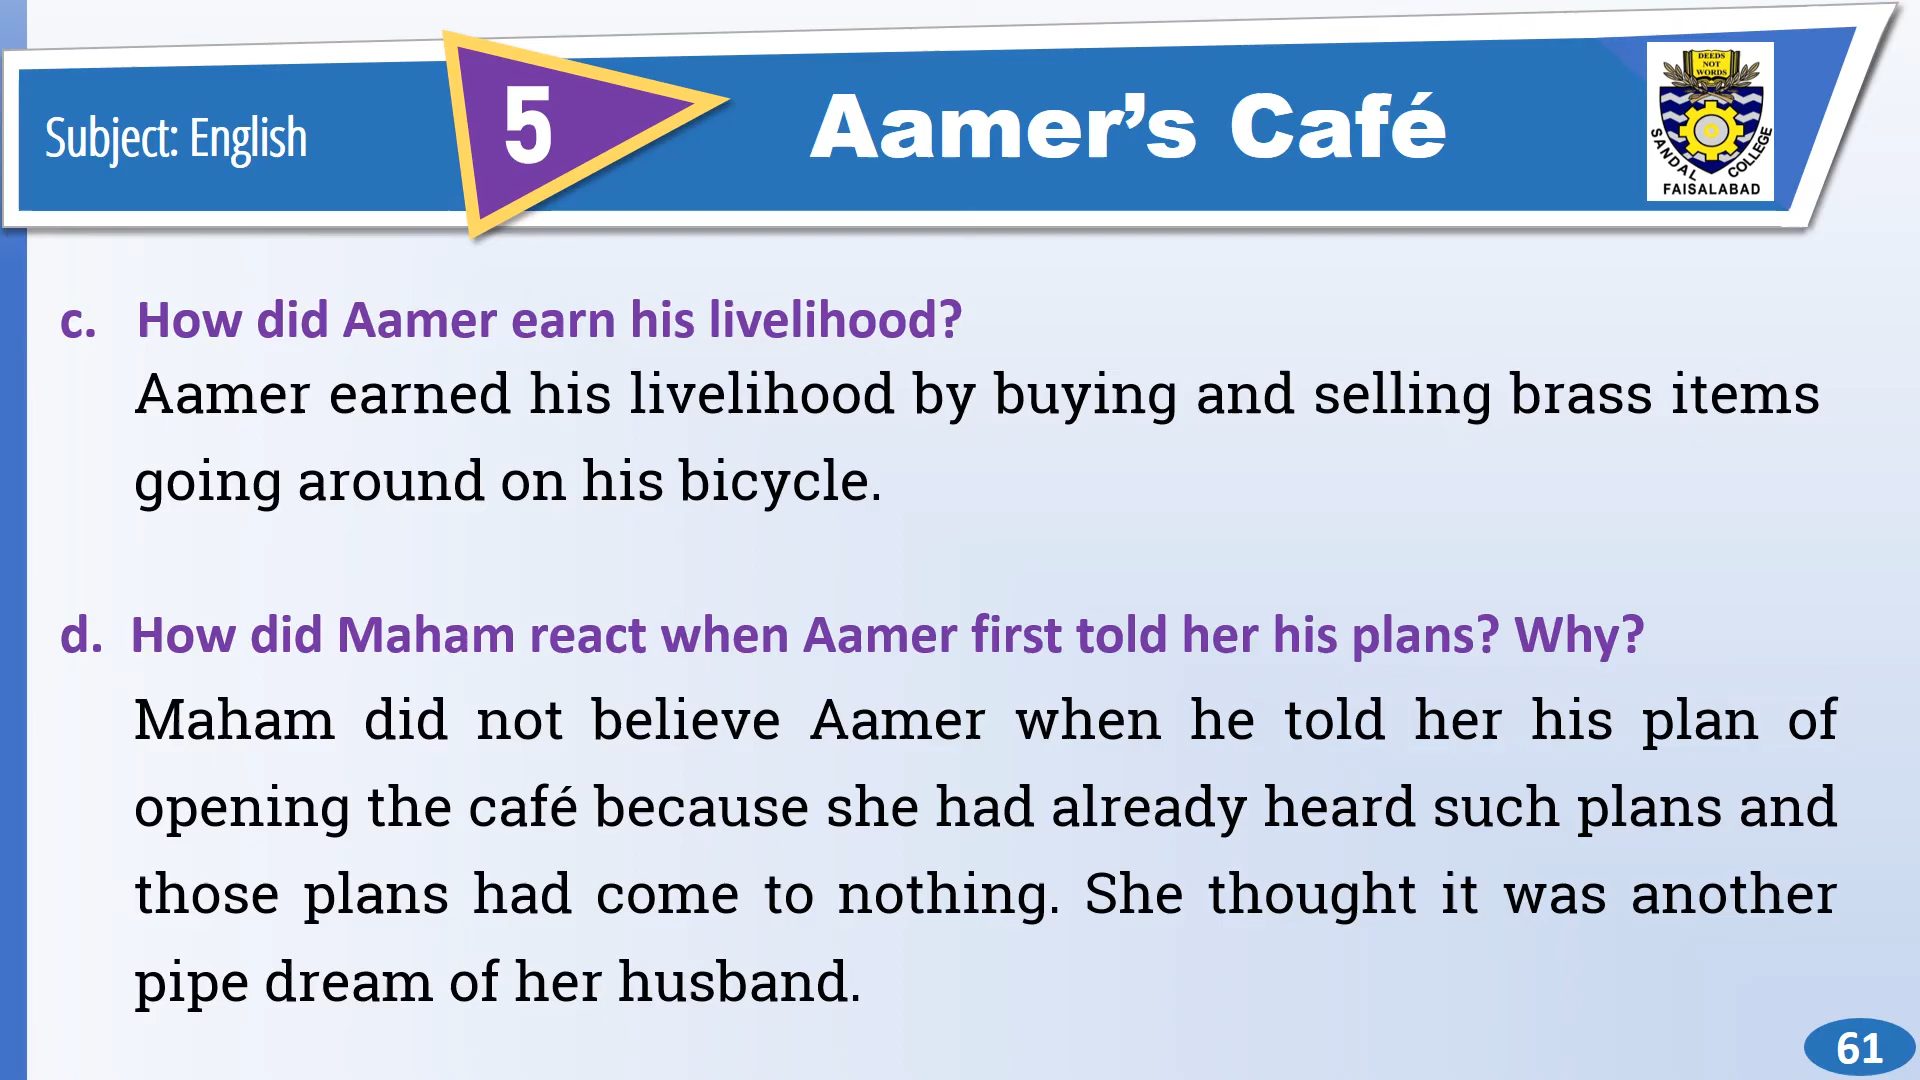 Subject: English
5
Aamer's Café
DEEDS
NOT
WORDS
SANDAL COLLEGE
FAISALABAD
c. How did Aamer earn his livelihood?
Aamer earned his livelihood by buying and selling brass items
going around on his bicycle.
d. How did Maham react when Aamer first told her his plans? Why?
Maham did not believe Aamer when he told her his plan of
opening the café because she had already heard such plans and
those plans had come to nothing. She thought it was another
pipe dream of her husband.
61